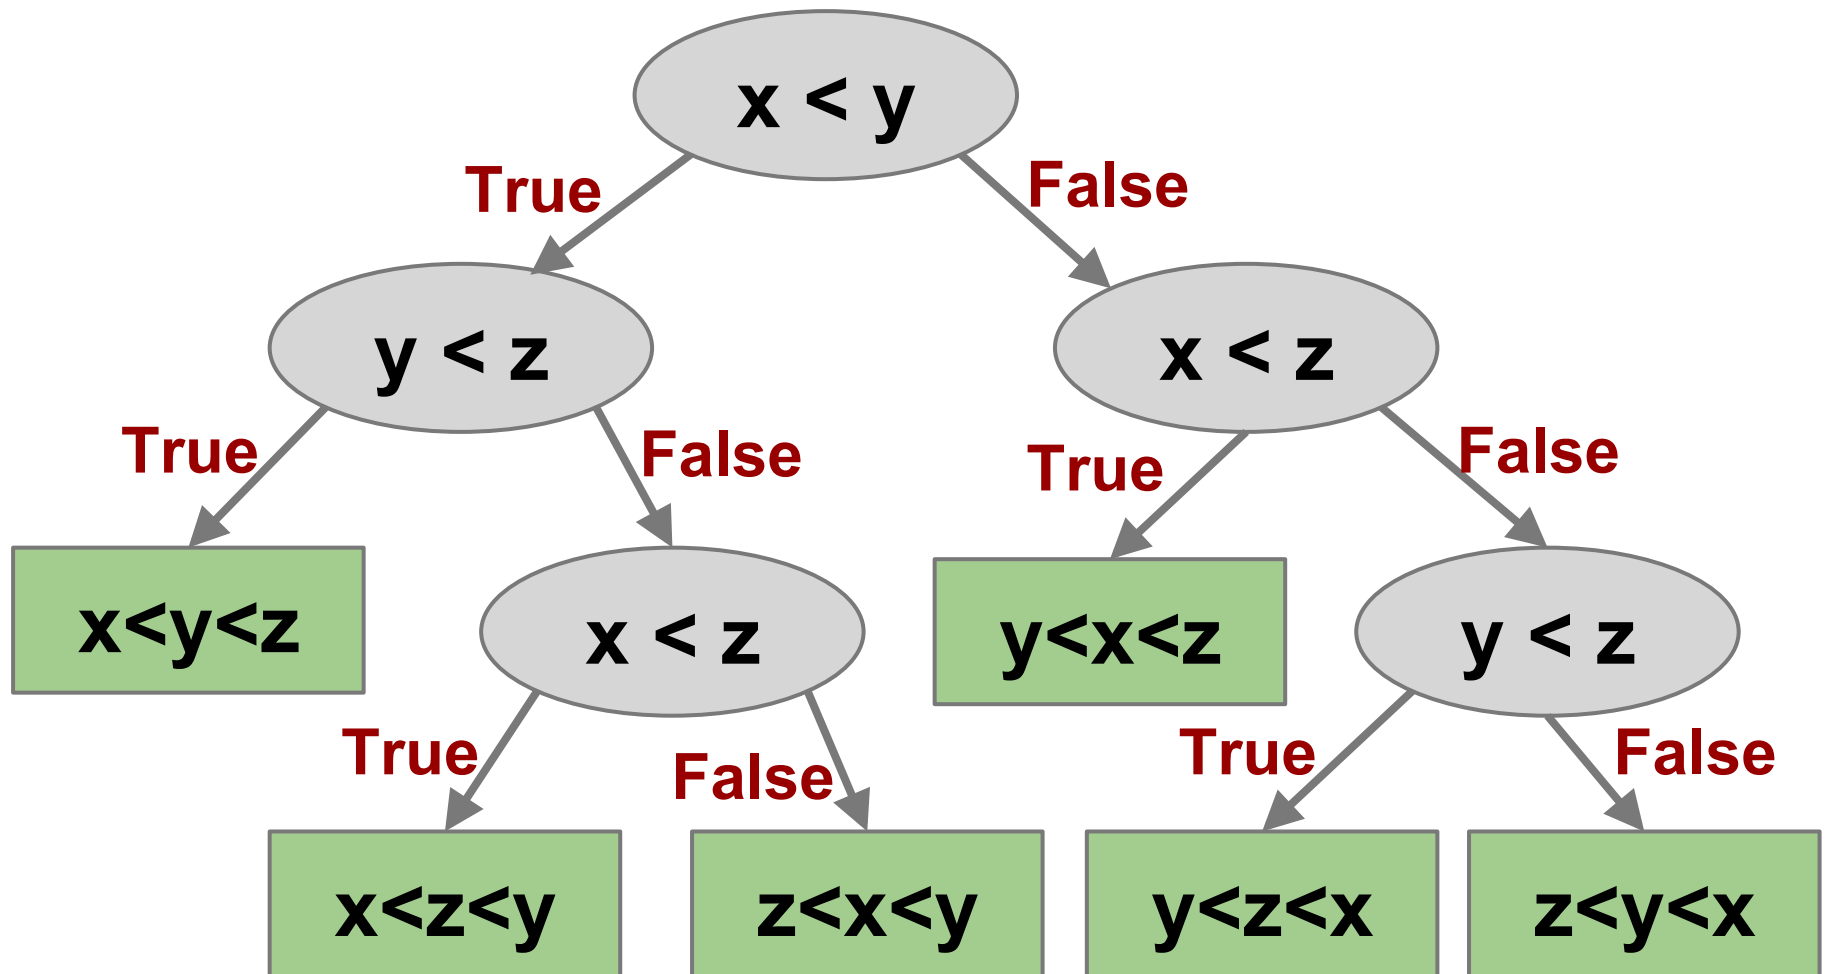 x < y
True
False
y < z
x < z
True
False
True
False
x<y<z
x < z
y<x<z
y < z
True
False
True
False
x<z<y
z<x<y
y<z<x
z<y<x